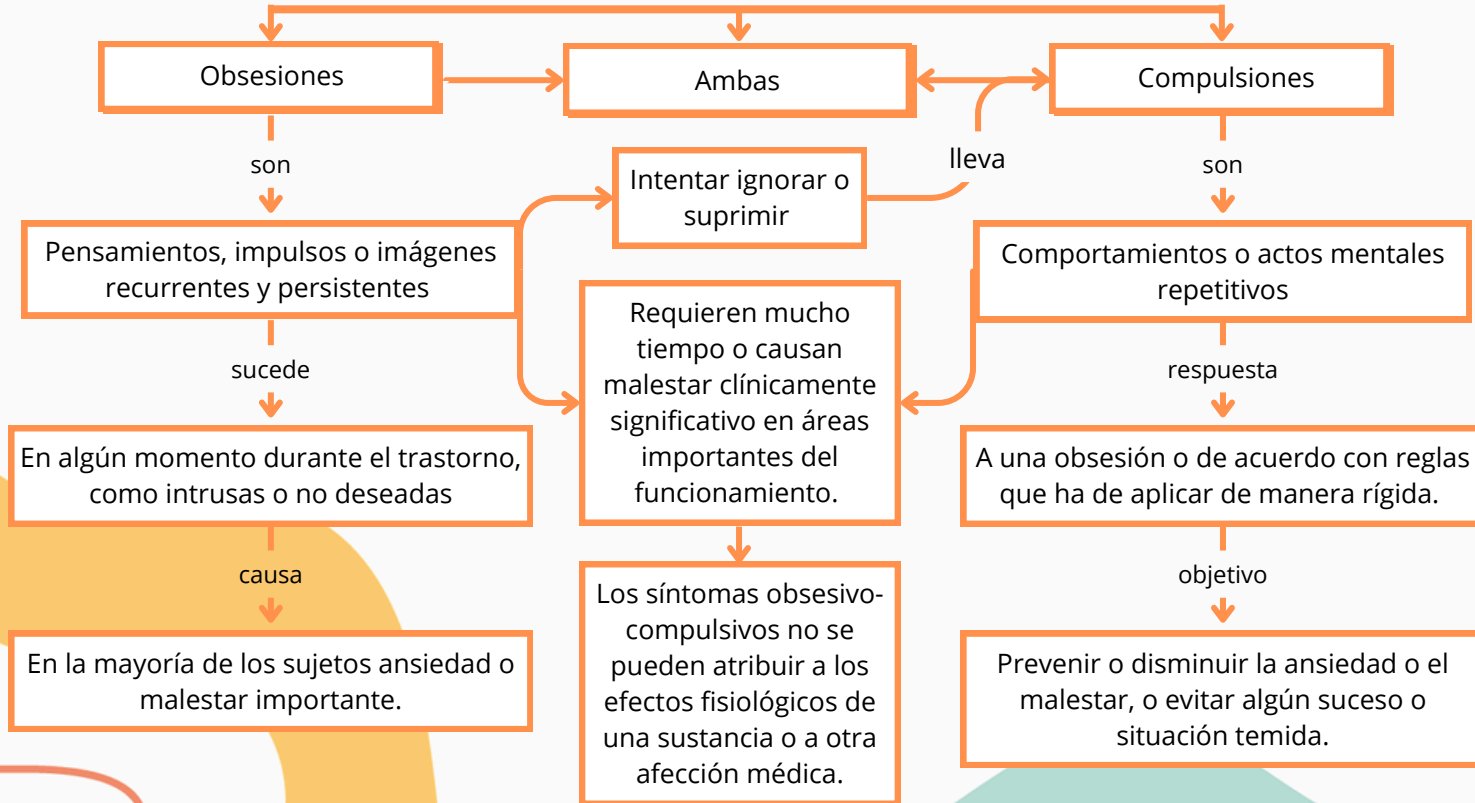 Obsesiones
Ambas
Compulsiones
son
lleva
son
Intentar ignorar o
suprimir
Pensamientos, impulsos o imágenes
recurrentes y persistentes
Comportamientos o actos mentales
repetitivos
Requieren mucho
tiempo o causan
malestar clínicamente
significativo en áreas
importantes del
funcionamiento.
sucede
respuesta
En algún momento durante el trastorno,
como intrusas o no deseadas
A una obsesión o de acuerdo con reglas
que ha de aplicar de manera rígida.
causa
objetivo
Los síntomas obsesivo-
compulsivos no se
pueden atribuir a los
efectos fisiológicos de
una sustancia o a otra
afección médica.
En la mayoría de los sujetos ansiedad o
malestar importante.
Prevenir o disminuir la ansiedad o el
malestar, o evitar algún suceso o
situación temida.